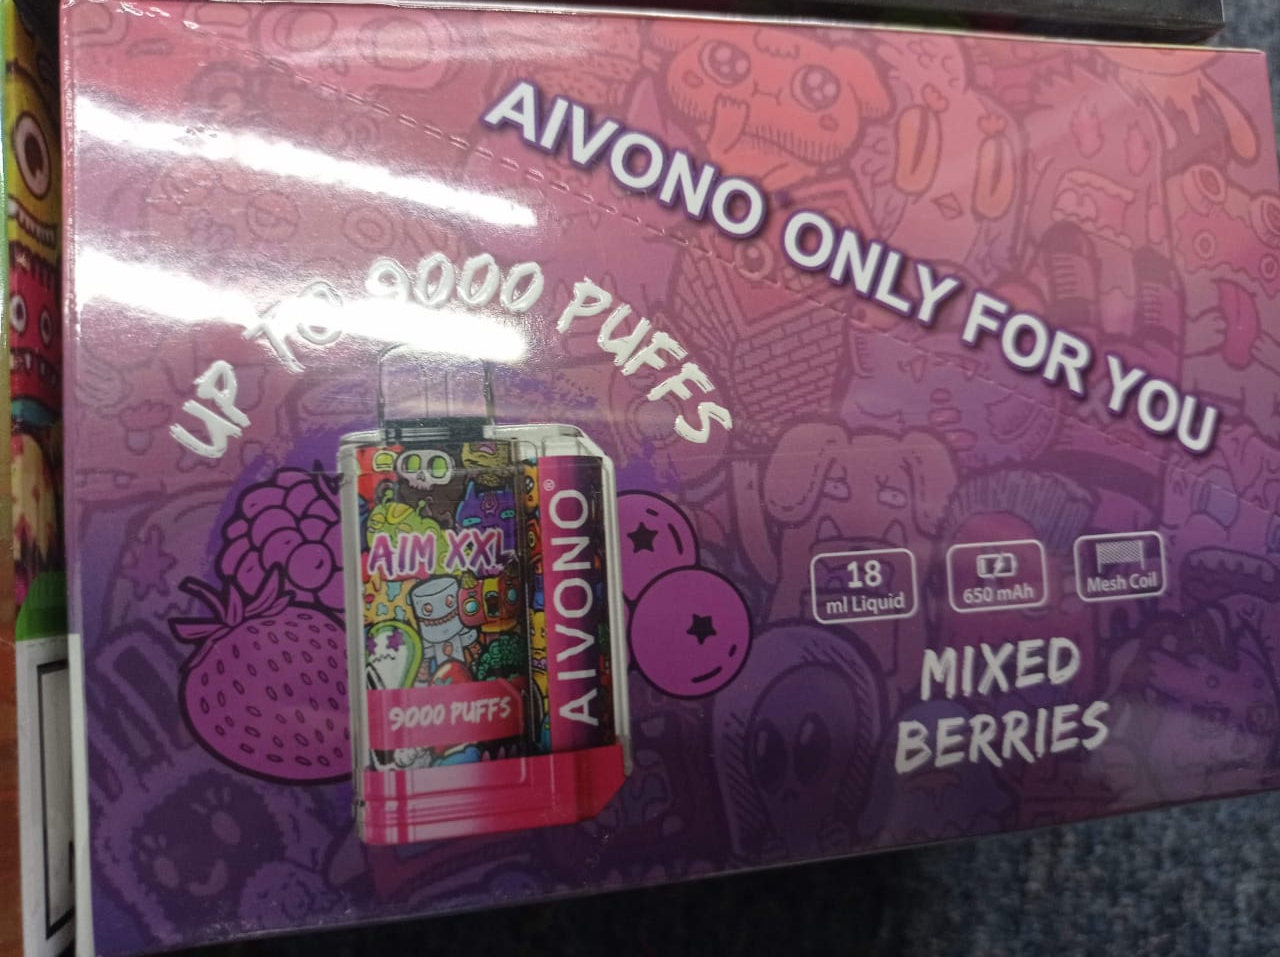 AIVONO ONLY FOR YOU
UP TO 9000 PUFFS
AIM XXL
AIVONO®
9000 PUFFS
18
ml Liquid
650 mAh
Mesh Coil
MIXED
BERRIES